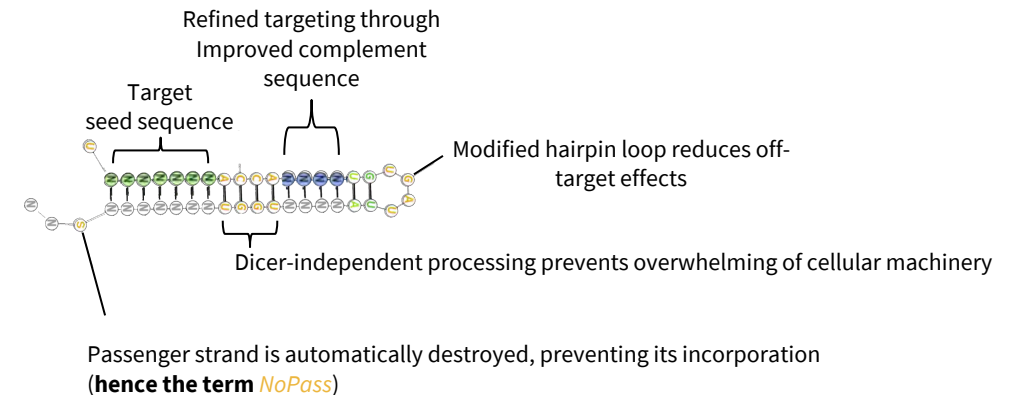 Refined targeting through
Improved complement
sequence
Target
seed sequence
Modified hairpin loop reduces off-
target effects
U
N N N N N N N A C C A N N N N U G U G A U
N N S N N N N N N N U G G U N N N N A C
Dicer-independent processing prevents overwhelming of cellular machinery
Passenger strand is automatically destroyed, preventing its incorporation
(hence the term NoPass)